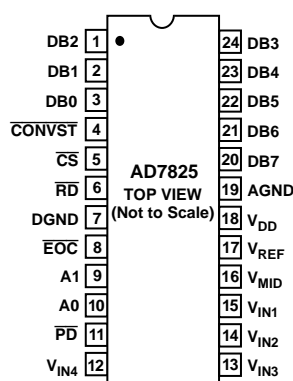 DB2 1 24 DB3
DB1 2 23 DB4
DB0 3 22 DB5
CONVST 4 21 DB6
CS 5 20 DB7
RD 6 19 AGND
DGND 7 18 VDD
EOC 8 17 VREF
A1 9 16 VMID
A0 10 15 VIN1
PD 11 14 VIN2
VIN4 12 13 VIN3
AD7825
TOP VIEW
(Not to Scale)